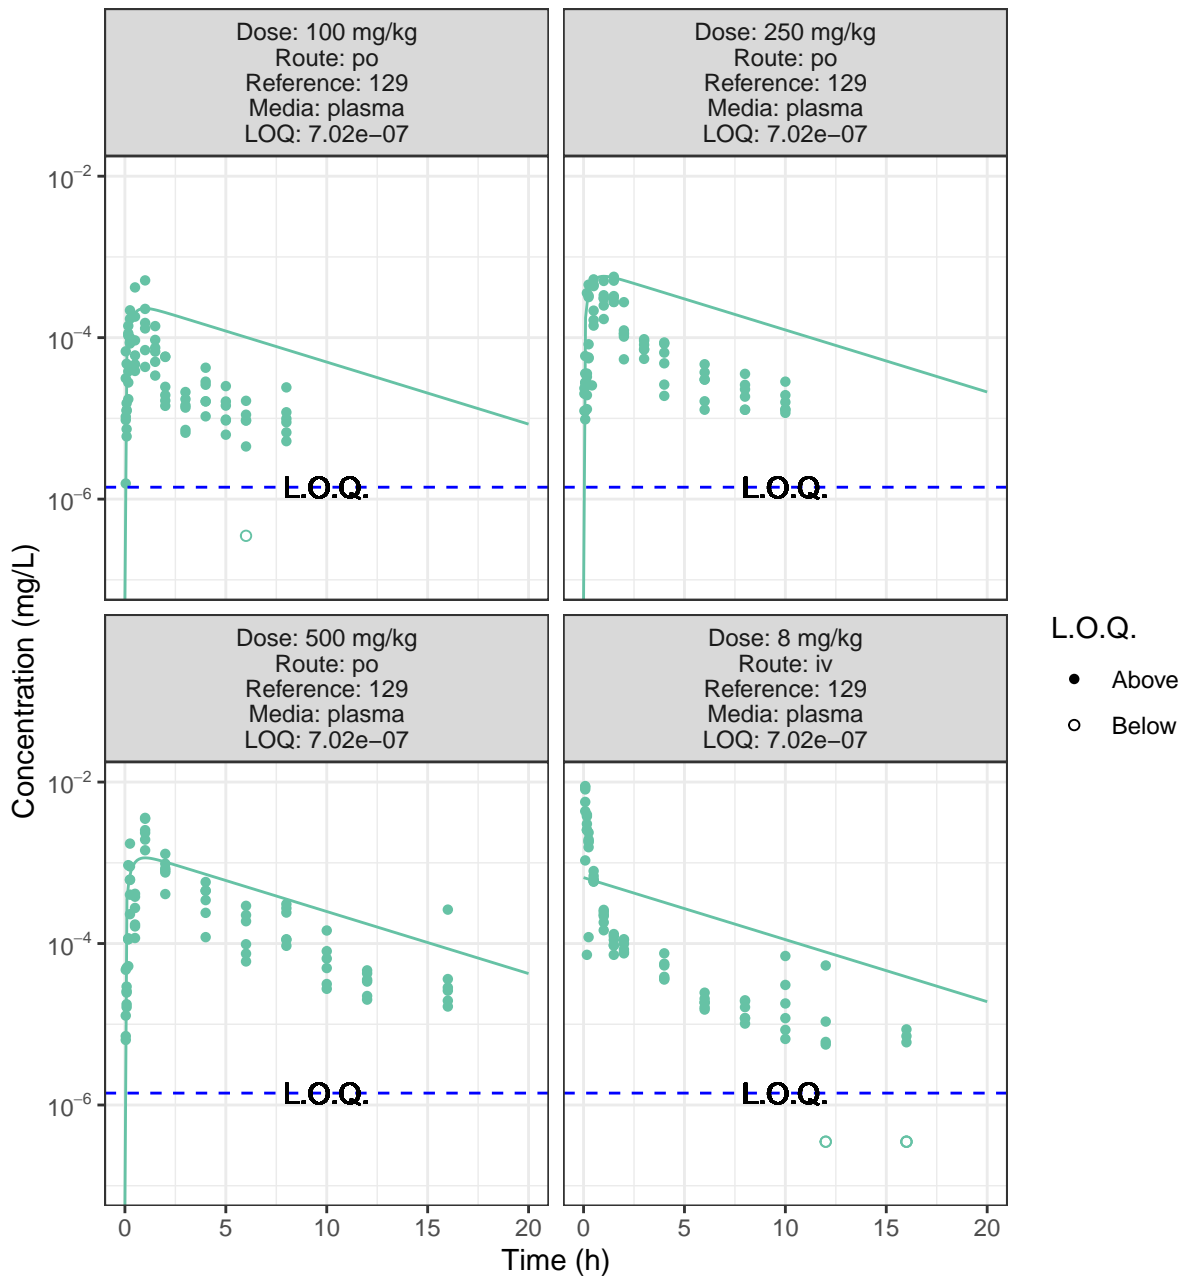 Dose: 100 mg/kg
Route: po
Reference: 129
Media: plasma
LOQ: 7.02e−07
Dose: 250 mg/kg
Route: po
Reference: 129
Media: plasma
LOQ: 7.02e−07
10⁻²
10⁻⁴
10⁻⁶
L.O.Q.
L.O.Q.
Dose: 500 mg/kg
Route: po
Reference: 129
Media: plasma
LOQ: 7.02e−07
Dose: 8 mg/kg
Route: iv
Reference: 129
Media: plasma
LOQ: 7.02e−07
10⁻²
10⁻⁴
10⁻⁶
L.O.Q.
L.O.Q.
0 5 10 15 20
0 5 10 15 20
Time (h)
Concentration (mg/L)
L.O.Q.
Above
Below